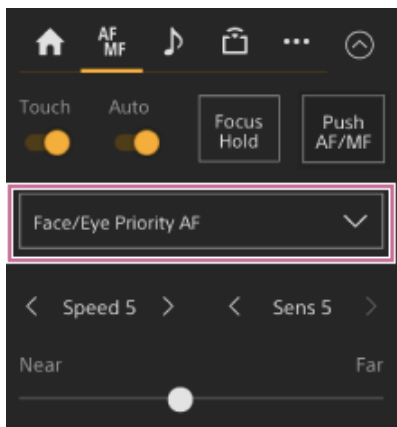 AF
MF
Touch Auto
Focus
Hold
Push
AF/MF
Face/Eye Priority AF
Speed 5
Sens 5
Near Far